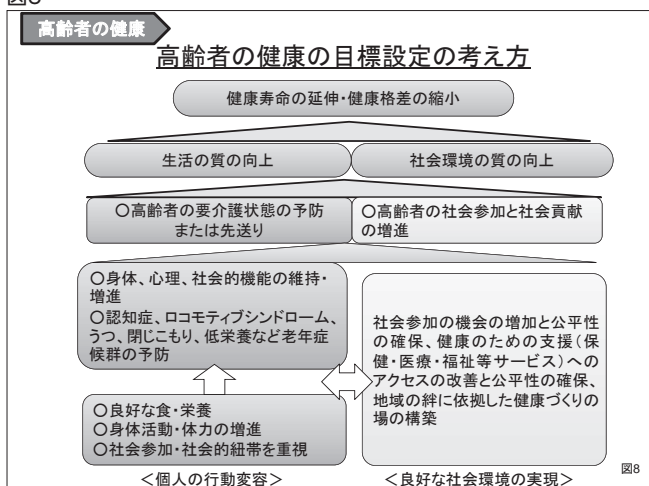 高齢者の健康
高齢者の健康の目標設定の考え方
健康寿命の延伸・健康格差の縮小
生活の質の向上
社会環境の質の向上
〇高齢者の要介護状態の予防
または先送り
〇高齢者の社会参加と社会貢献
の増進
〇身体、心理、社会的機能の維持・
増進
〇認知症、ロコモティブシンドローム、
うつ、閉じこもり、低栄養など老年症
候群の予防
〇良好な食・栄養
〇身体活動・体力の増進
〇社会参加・社会的紐帯を重視
社会参加の機会の増加と公平性
の確保、健康のための支援(保
健・医療・福祉等サービス)への
アクセスの改善と公平性の確保、
地域の絆に依拠した健康づくりの
場の構築
<個人の行動変容>
<良好な社会環境の実現>
図8